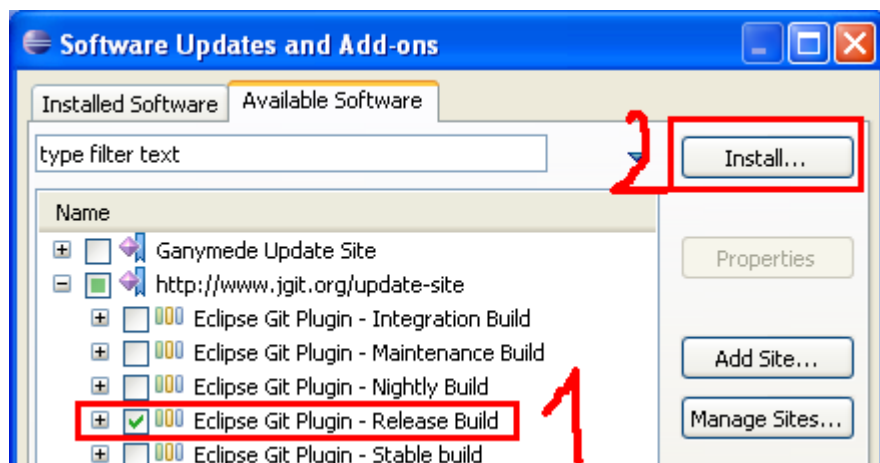 Software Updates and Add-ons
Installed Software Available Software
type filter text
2
Install...
Name
Ganymede Update Site
Properties
http://www.jgit.org/update-site
Eclipse Git Plugin - Integration Build
Eclipse Git Plugin - Maintenance Build
Add Site...
Eclipse Git Plugin - Nightly Build
1
Eclipse Git Plugin - Release Build
Manage Sites...
Eclipse Git Plugin - Stable build